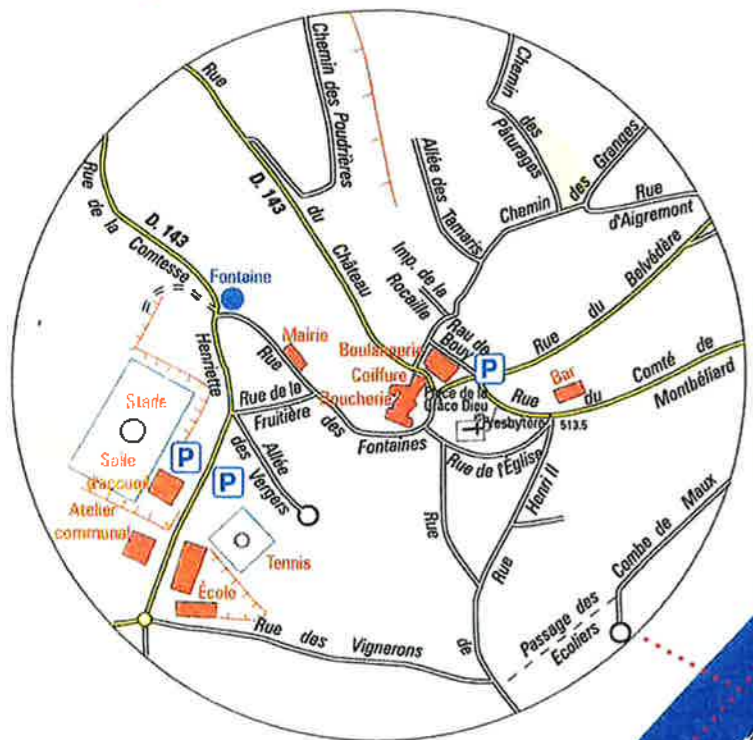 Chemin des Poudrières
Rue du Château
D. 143
Rue de la Comtesse Henriette
D. 143
Allée des Tamaris
Chemin des Pâturages
Chemin des Granges
Rue d'Aigremont
Imp. de la Rocaille
Rue du Belvédère
Fontaine
Mairie
Boulangerie
Coiffure
Boucherie
P
Bar
Rue du Comté de Montbéliard
Place de la Grâce Dieu
Presbytère
513.5
Rue des Fontaines
Rue de la Fruitière
Rue de l'Église
Allée des Vergers
Stade
Salle d'accueil
P
P
Atelier communal
Tennis
École
Rue de
Rue Henri II
Rue des Vignerons
Passage des Ecoliers
Combe de Maux